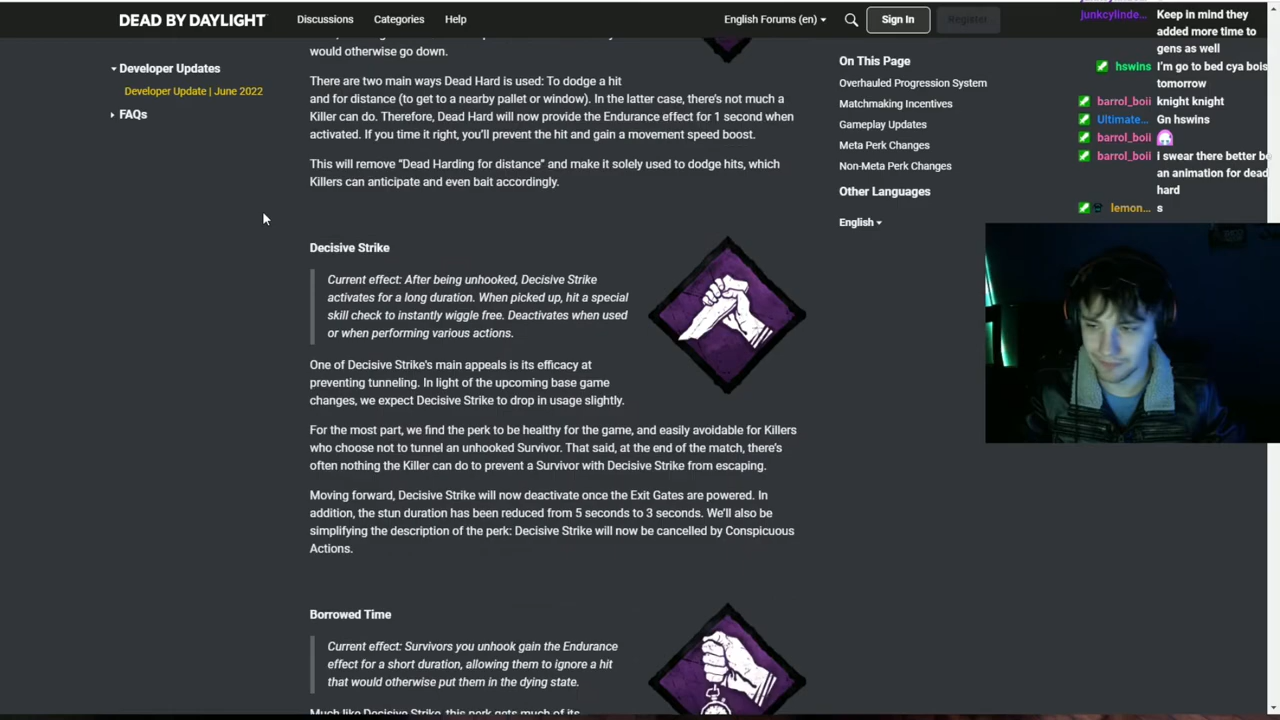 DEAD BY DAYLIGHT
Discussions
Categories
Help
English Forums (en)
Sign In
Register
Developer Updates
Developer Update | June 2022
FAQs
would otherwise go down.
There are two main ways Dead Hard is used: To dodge a hit
and for distance (to get to a nearby pallet or window). In the latter case, there's not much a
Killer can do. Therefore, Dead Hard will now provide the Endurance effect for 1 second when
activated. If you time it right, you'll prevent the hit and gain a movement speed boost.
This will remove “Dead Harding for distance” and make it solely used to dodge hits, which
Killers can anticipate and even bait accordingly.
Decisive Strike
Current effect: After being unhooked, Decisive Strike
activates for a long duration. When picked up, hit a special
skill check to instantly wiggle free. Deactivates when used
or when performing various actions.
One of Decisive Strike's main appeals is its efficacy at
preventing tunneling. In light of the upcoming base game
changes, we expect Decisive Strike to drop in usage slightly.
For the most part, we find the perk to be healthy for the game, and easily avoidable for Killers
who choose not to tunnel an unhooked Survivor. That said, at the end of the match, there's
often nothing the Killer can do to prevent a Survivor with Decisive Strike from escaping.
Moving forward, Decisive Strike will now deactivate once the Exit Gates are powered. In
addition, the stun duration has been reduced from 5 seconds to 3 seconds. We'll also be
simplifying the description of the perk: Decisive Strike will now be cancelled by Conspicuous
Actions.
Borrowed Time
Current effect: Survivors you unhook gain the Endurance
effect for a short duration, allowing them to ignore a hit
that would otherwise put them in the dying state.
Much like Decisive Strike, this perk gets much of its
On This Page
Overhauled Progression System
Matchmaking Incentives
Gameplay Updates
Meta Perk Changes
Non-Meta Perk Changes
Other Languages
English
junkcylinde... Keep in mind they
added more time to
gens as well
hswins I'm go to bed cya bois
tomorrow
barrol_boii knight knight
Ultimate... Gn hswins
barrol_boii
barrol_boii I swear there better be
an animation for dead
hard
lemon... s